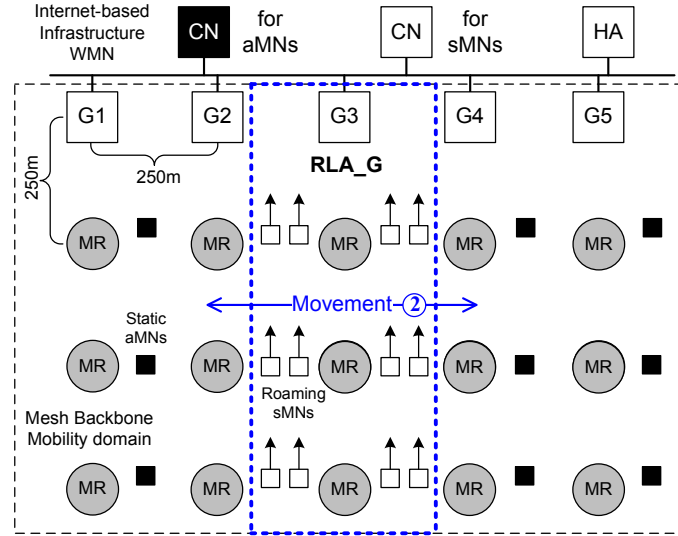 Internet-based
Infrastructure
WMN
CN
for
aMNs
CN
for
sMNs
HA
G1
G2
G3
G4
G5
250m
250m
RLA_G
MR
MR
MR
MR
MR
Movement 2
Static
aMNs
MR
MR
MR
MR
MR
Roaming
sMNs
Mesh Backbone
Mobility domain
MR
MR
MR
MR
MR